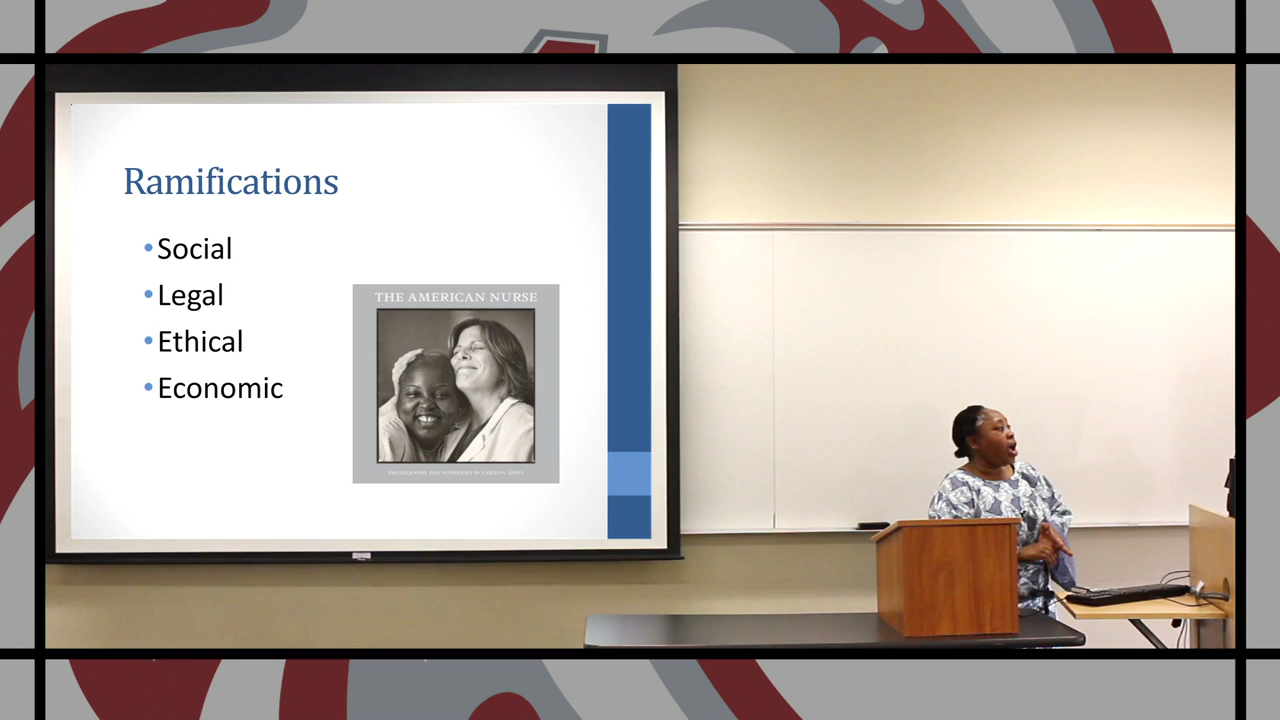 Ramifications
• Social
• Legal
• Ethical
• Economic
THE AMERICAN NURSE
PHOTOGRAPHS AND INTERVIEWS BY CAROLYN JONES